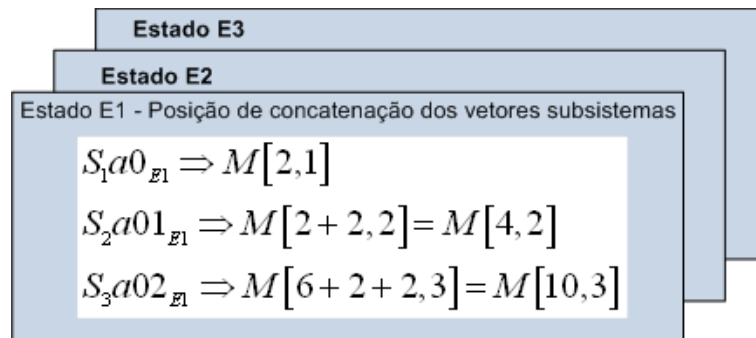 Estado E3
Estado E2
Estado E1 - Posição de concatenação dos vetores subsistemas
S₁a0_E1 ⇒ M[2,1]
S₂a01_E1 ⇒ M[2+2,2]= M[4,2]
S₃a02_E1 ⇒ M[6+2+2,3]= M[10,3]